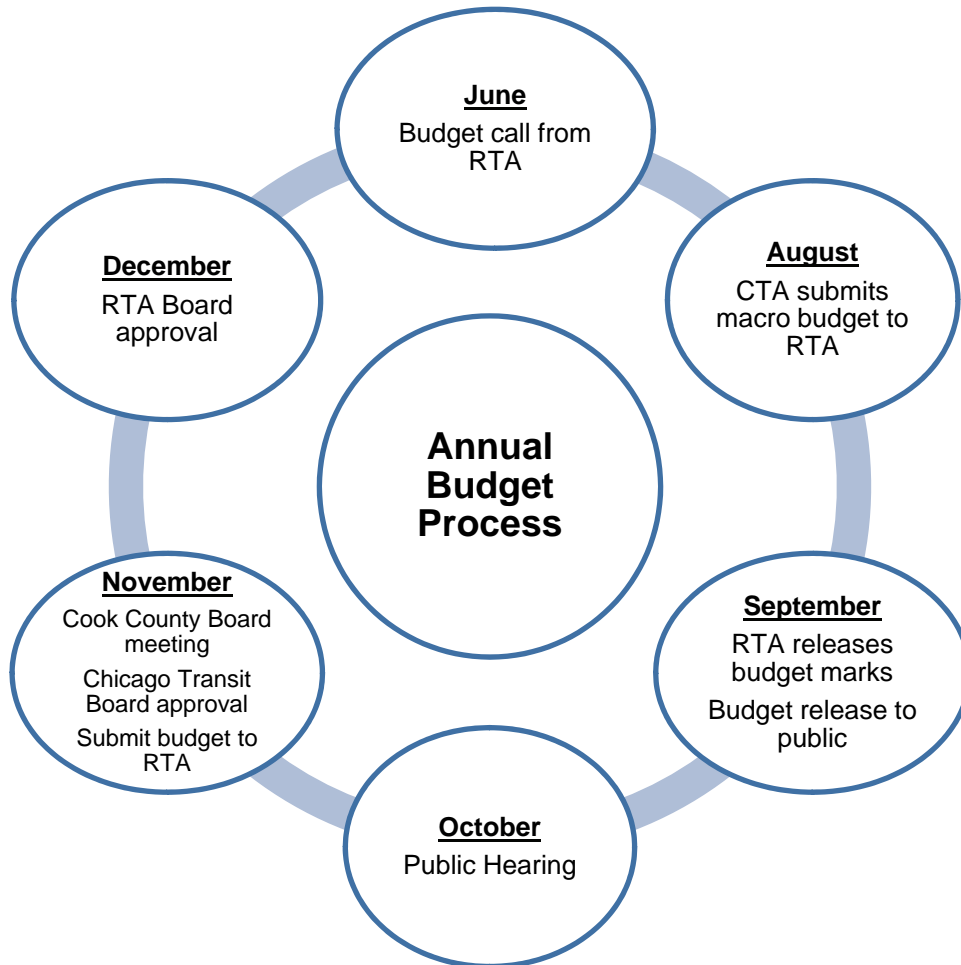 June
Budget call from
RTA
August
CTA submits
macro budget to
RTA
September
RTA releases
budget marks
Budget release to
public
October
Public Hearing
November
Cook County Board
meeting
Chicago Transit
Board approval
Submit budget to
RTA
December
RTA Board
approval
Annual
Budget
Process